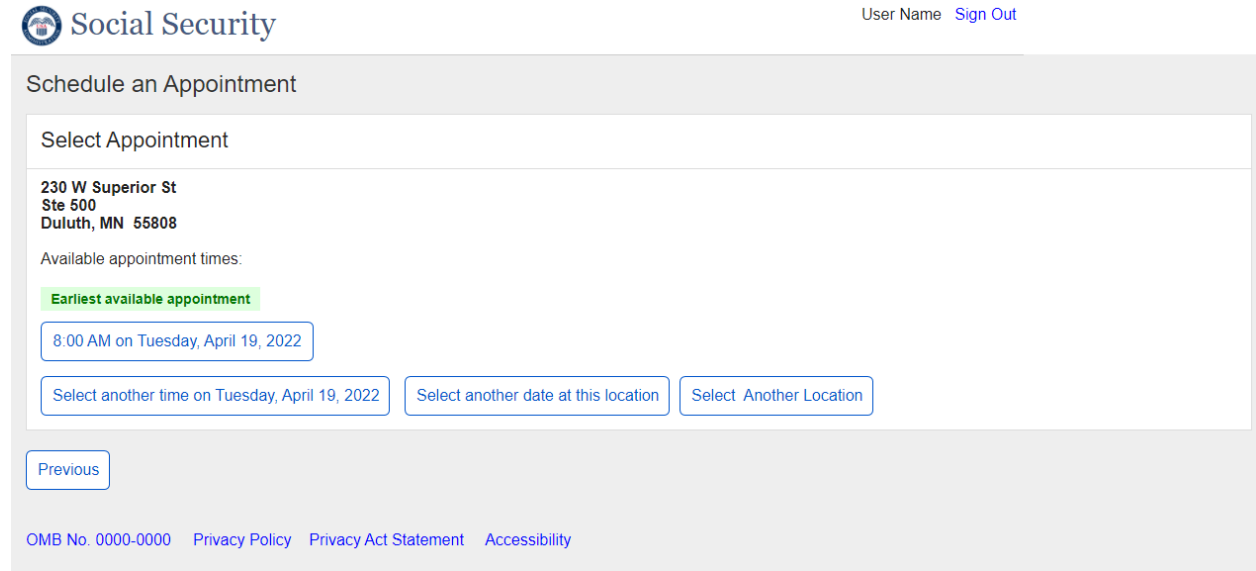 Social Security
User Name Sign Out
Schedule an Appointment
Select Appointment
230 W Superior St
Ste 500
Duluth, MN 55808
Available appointment times:
Earliest available appointment
8:00 AM on Tuesday, April 19, 2022
Select another time on Tuesday, April 19, 2022
Select another date at this location
Select Another Location
Previous
OMB No. 0000-0000 Privacy Policy Privacy Act Statement Accessibility